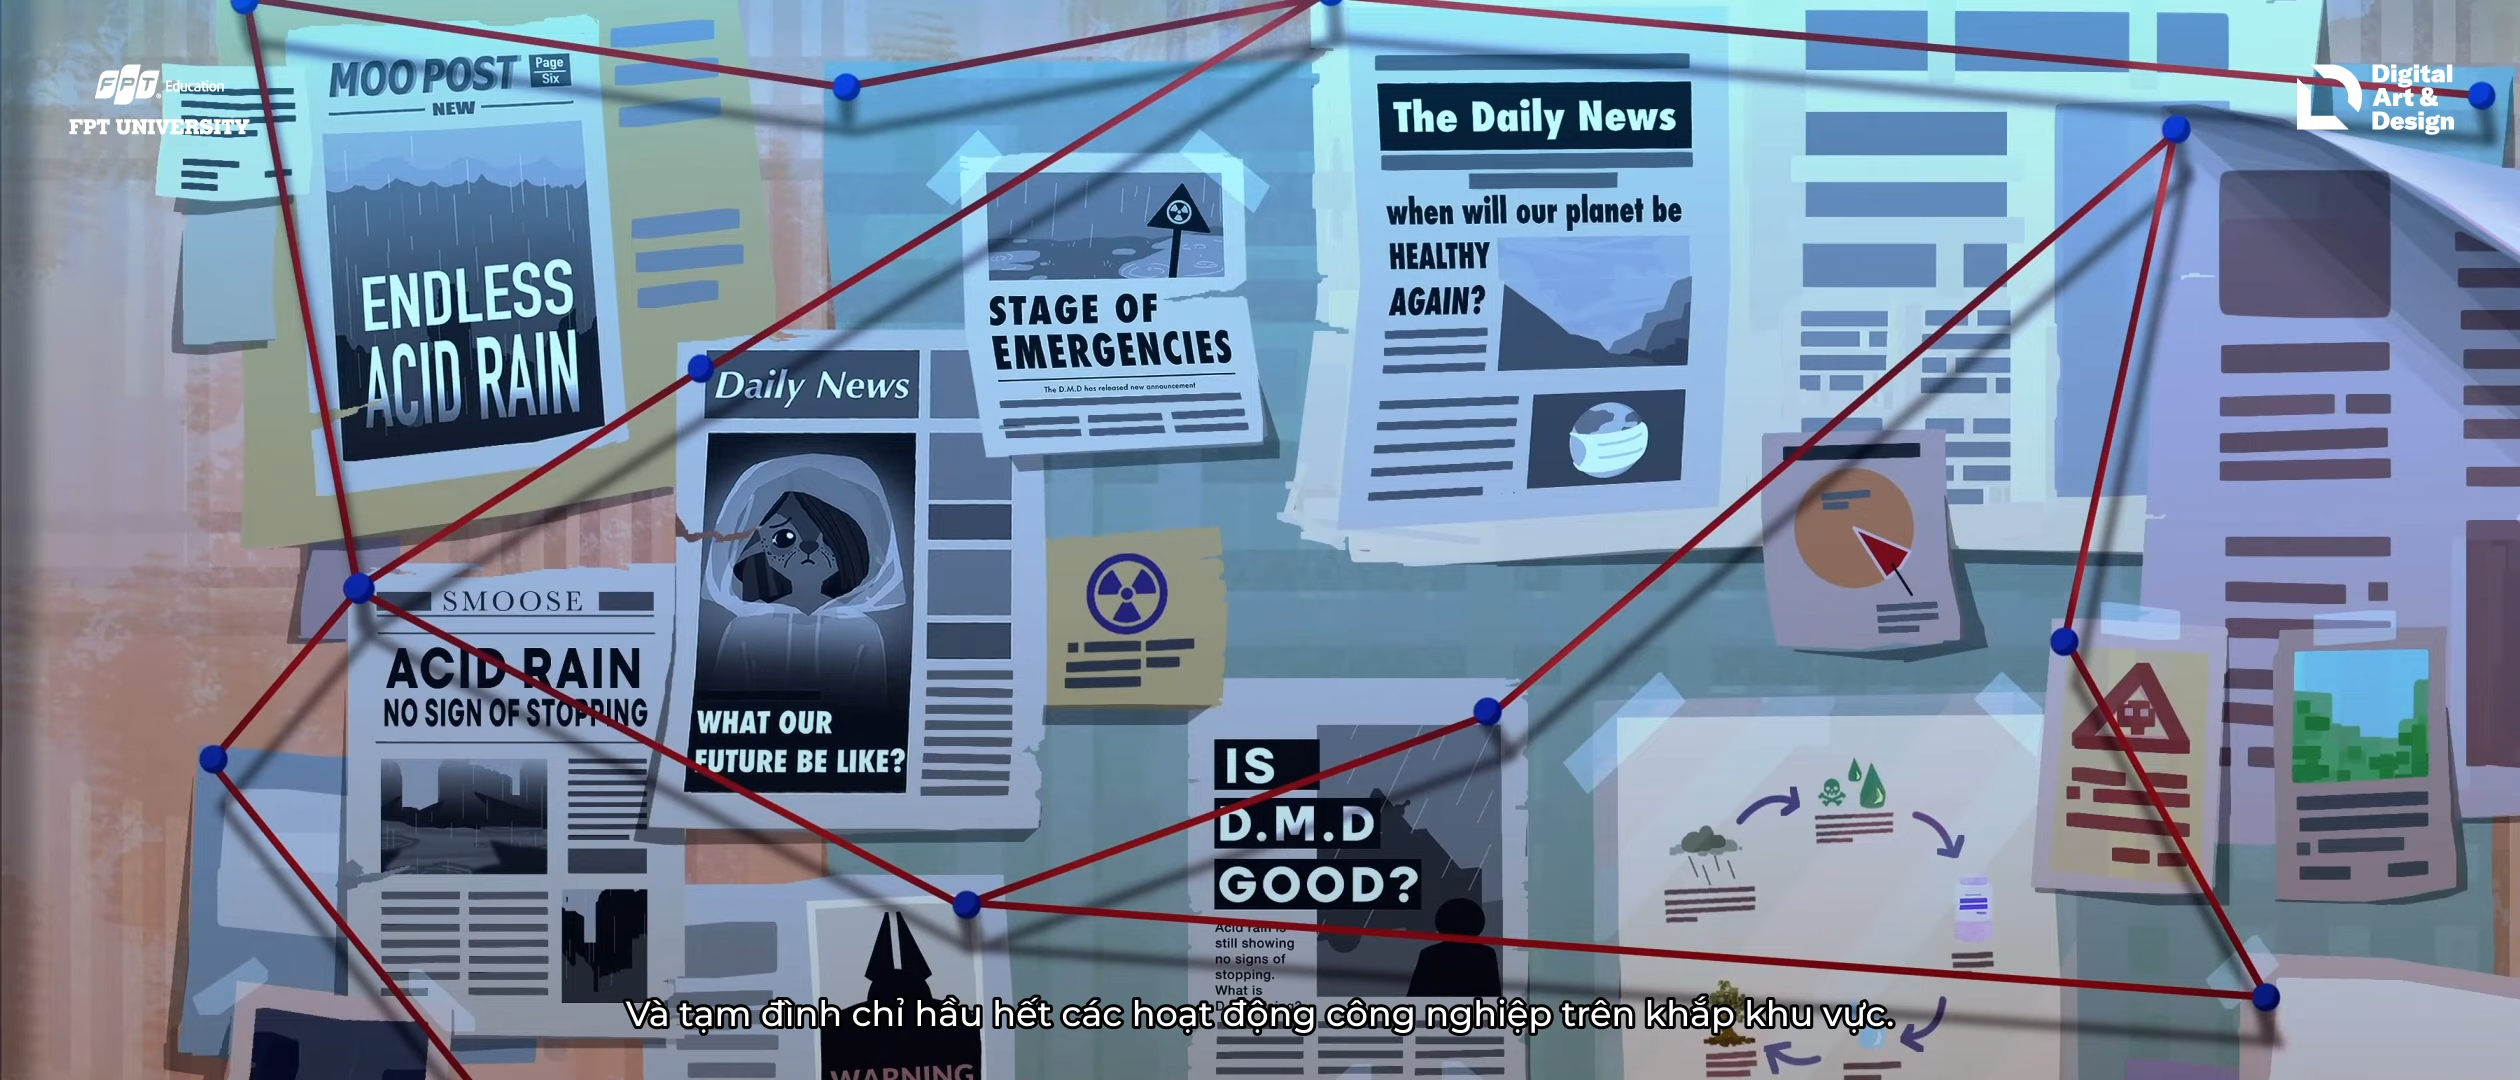 FPT Education
FPT UNIVERSITY
Digital
Art &
Design
MOO POST
Page
Six
NEW
ENDLESS
ACID RAIN
STAGE OF
EMERGENCIES
The D.M.D has released new announcement
The Daily News
when will our planet be
HEALTHY
AGAIN?
Daily News
WHAT OUR
FUTURE BE LIKE?
SMOOSE
ACID RAIN
NO SIGN OF STOPPING
IS
D.M.D
GOOD?
Acid rain is
still showing
no signs of
stopping.
What is
WARNING
Và tạm đình chỉ hầu hết các hoạt động công nghiệp trên khắp khu vực.